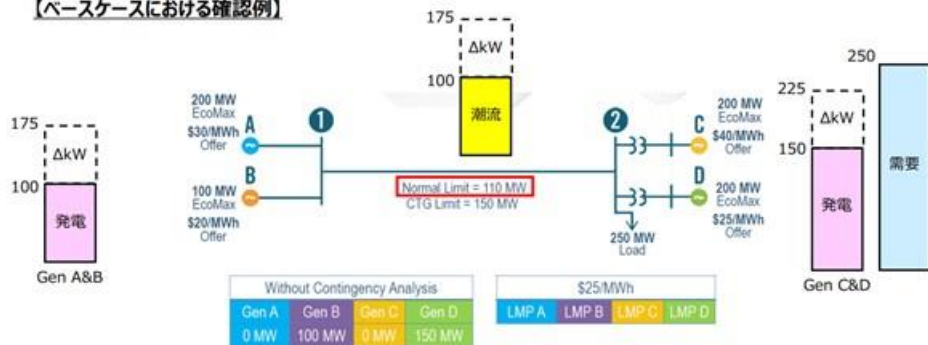 【ベースケースにおける確認例】
175
ΔkW
100
発電
Gen A&B
200 MW
EcoMax
$30/MWh
Offer
A
100 MW
EcoMax
$20/MWh
Offer
B
1
175
ΔkW
100
潮流
Normal Limit = 110 MW
CTG Limit = 150 MW
2
250 MW
Load
C
200 MW
EcoMax
$40/MWh
Offer
D
200 MW
EcoMax
$25/MWh
Offer
225
ΔkW
150
発電
Gen C&D
250
需要
Without Contingency Analysis
Gen A Gen B Gen C Gen D
0 MW 100 MW 0 MW 150 MW
$25/MWh
LMP A LMP B LMP C LMP D